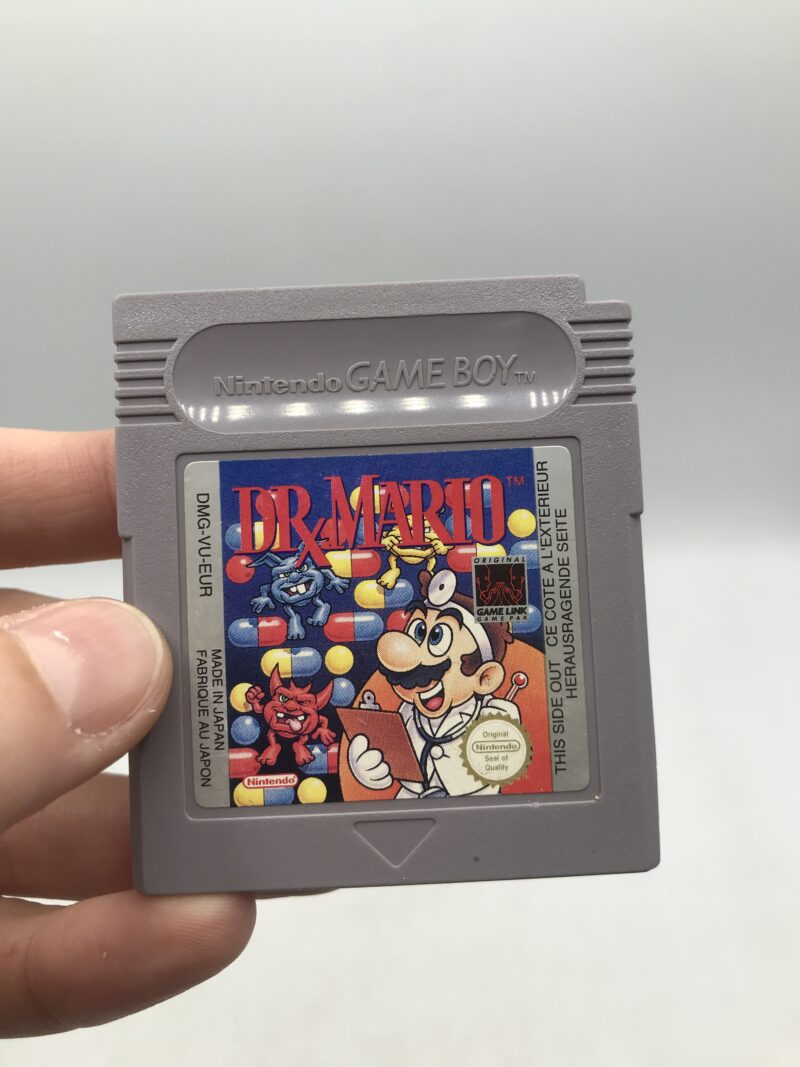 Nintendo GAME BOY TM
DMG-VU-EUR
MADE IN JAPAN
FABRIQUE AU JAPON
DR. MARIO TM
ORIGINAL
GAME LINK
GAME PAK
Original
Nintendo
Seal of
Quality
Nintendo
THIS SIDE OUT CE COTE A L'EXTERIEUR
HERAUSRAGENDE SEITE